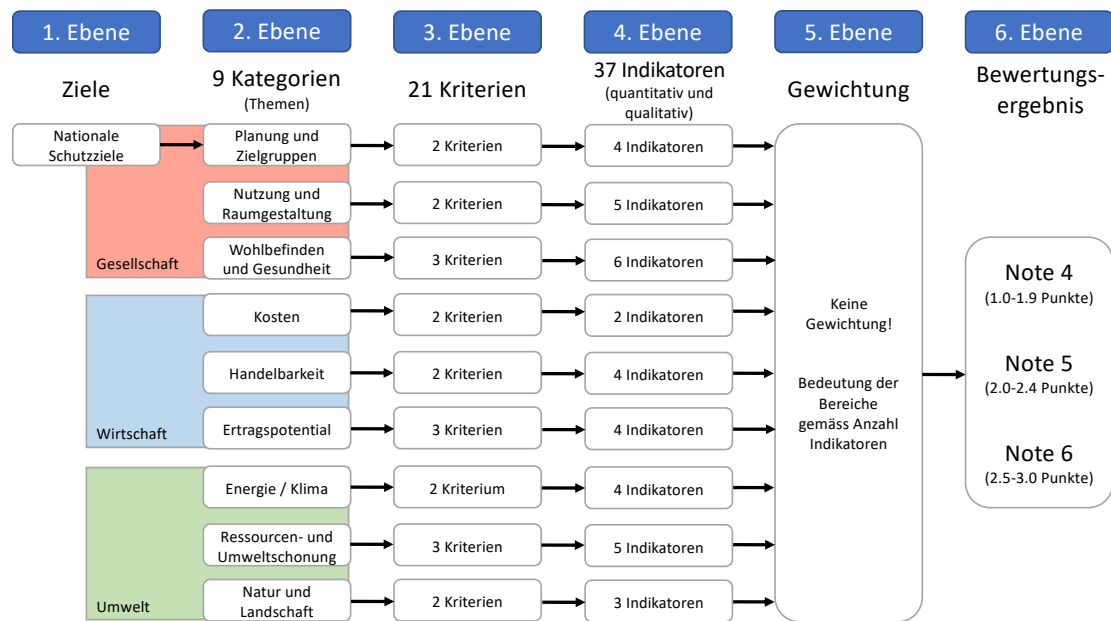 1. Ebene
2. Ebene
3. Ebene
4. Ebene
5. Ebene
6. Ebene
Ziele
9 Kategorien
(Themen)
21 Kriterien
37 Indikatoren
(quantitativ und
qualitativ)
Gewichtung
Bewertungs-
ergebnis
Nationale
Schutzziele
Planung und
Zielgruppen
2 Kriterien
4 Indikatoren
Nutzung und
Raumgestaltung
2 Kriterien
5 Indikatoren
Gesellschaft
Wohlbefinden
und Gesundheit
3 Kriterien
6 Indikatoren
Kosten
2 Kriterien
2 Indikatoren
Handelbarkeit
2 Kriterien
4 Indikatoren
Wirtschaft
Ertragspotential
3 Kriterien
4 Indikatoren
Energie / Klima
2 Kriterium
4 Indikatoren
Ressourcen- und
Umweltschonung
3 Kriterien
5 Indikatoren
Umwelt
Natur und
Landschaft
2 Kriterien
3 Indikatoren
Keine
Gewichtung!
Bedeutung der
Bereiche
gemäss Anzahl
Indikatoren
Note 4
(1.0-1.9 Punkte)
Note 5
(2.0-2.4 Punkte)
Note 6
(2.5-3.0 Punkte)